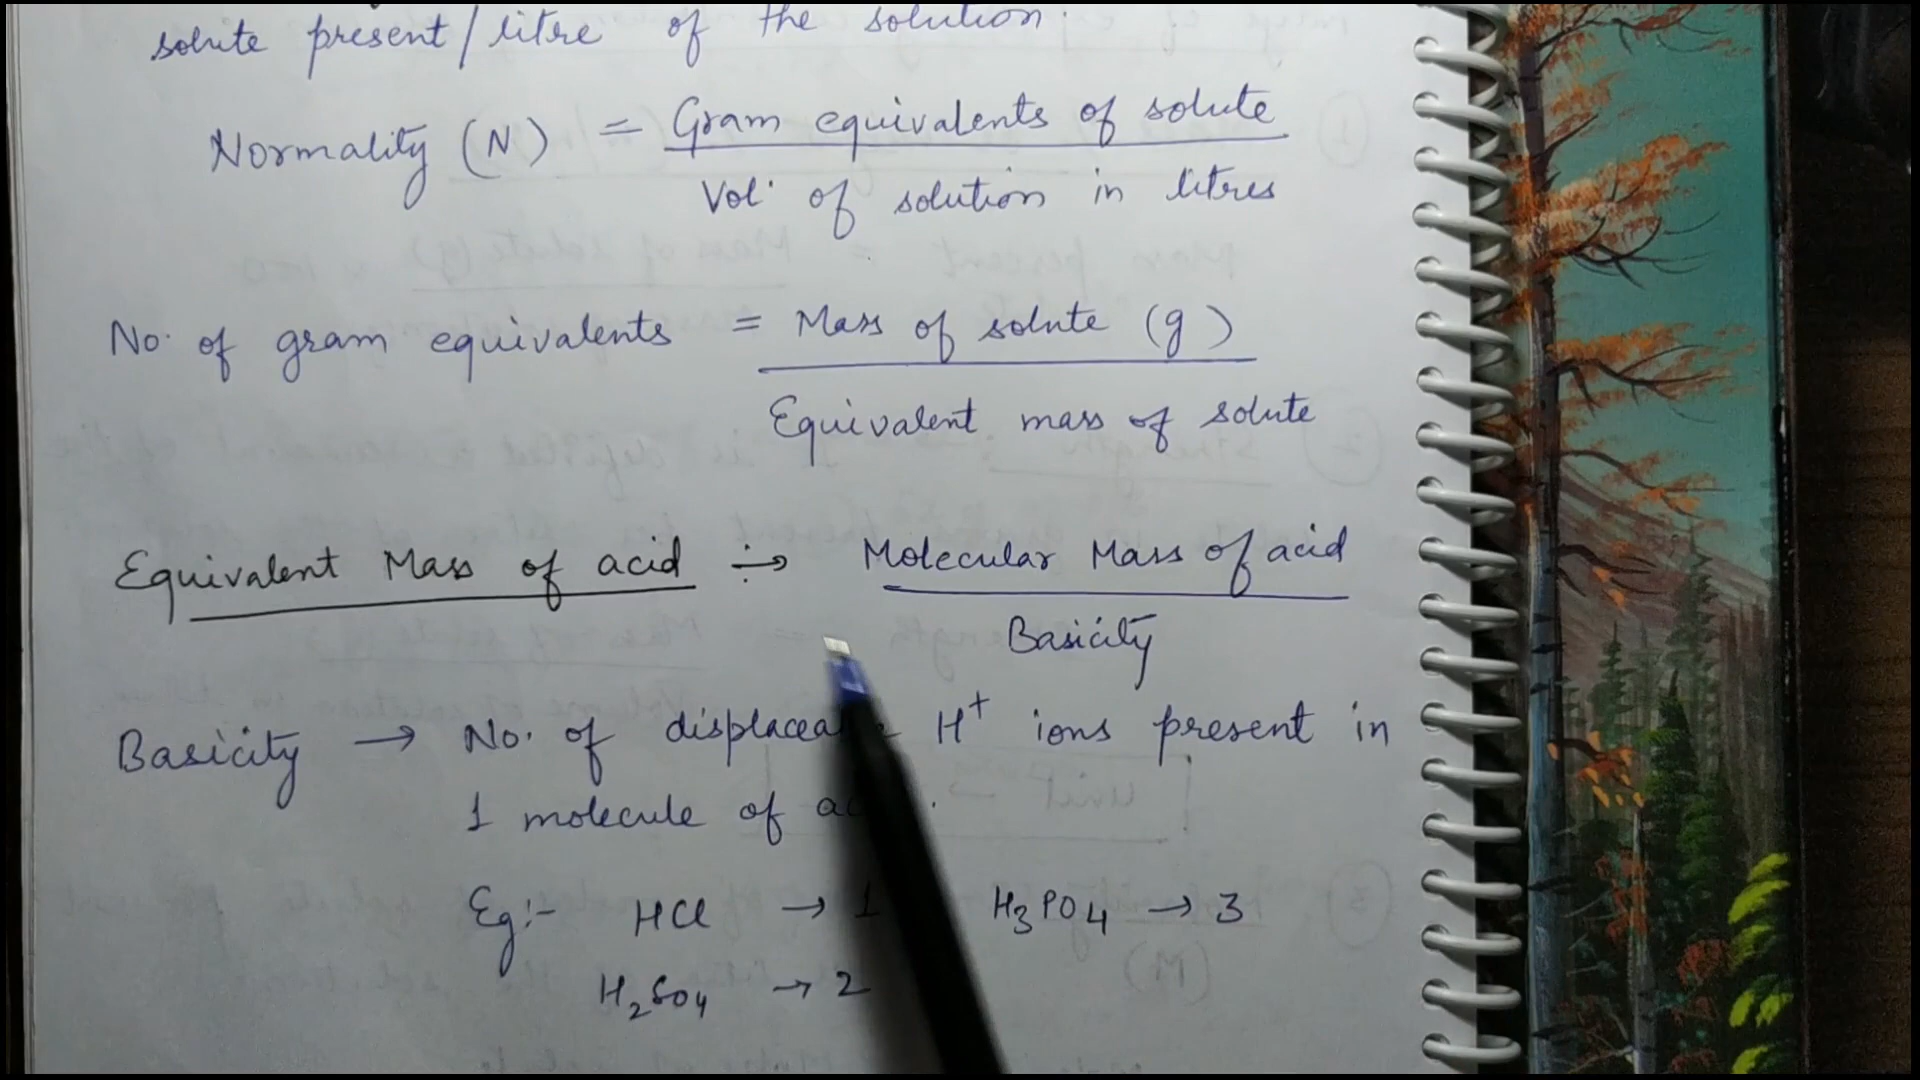 solute present/litre of the solution.
Normality (N) = Gram equivalents of solute
Vol. of solution in litres
No. of gram equivalents = Mass of solute (g)
Equivalent mass of solute
Equivalent Mass of acid ÷→ Molecular Mass of acid
Basicity
Basicity → No. of H+ ions present in
1 molecule of
Eg:- HCl → 1 H3PO4 → 3
H2SO4 → 2